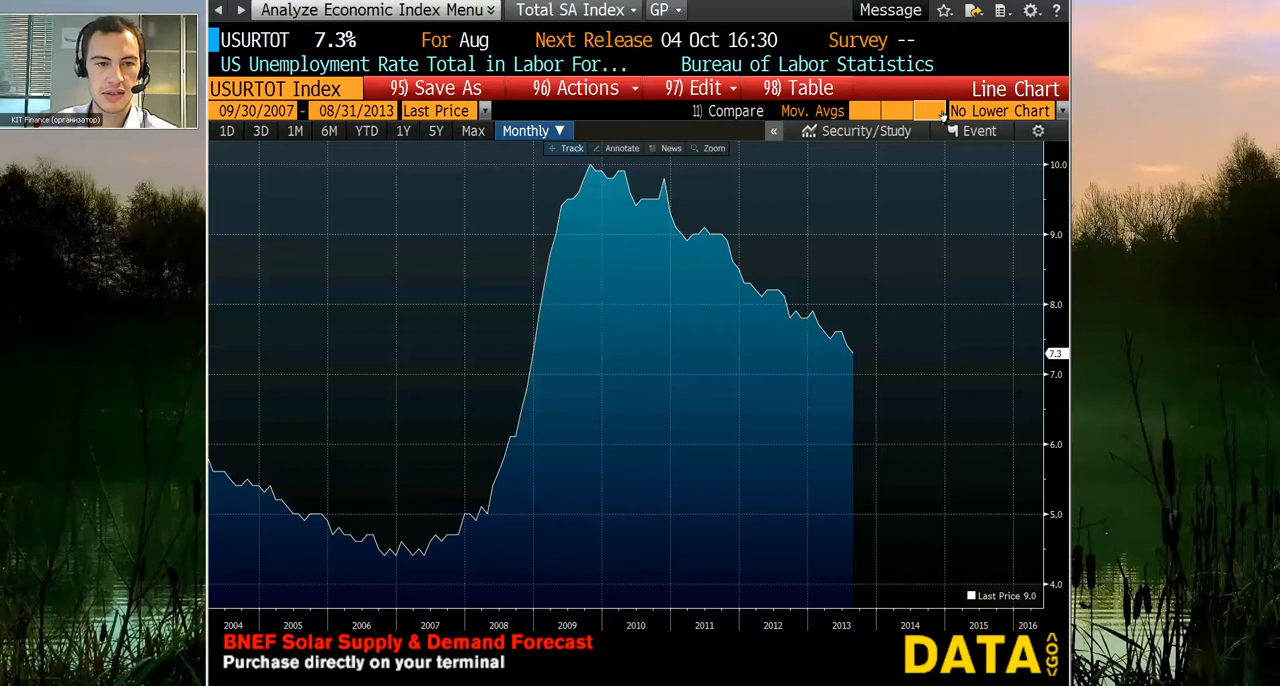 Analyze Economic Index Menu Total SA Index GP Message ?
USURTOT 7.3% For Aug Next Release 04 Oct 16:30 Survey --
US Unemployment Rate Total in Labor For... Bureau of Labor Statistics
USURTOT Index 95) Save As 96) Actions 97) Edit 98) Table Line Chart
09/30/2007 - 08/31/2013 Last Price 11) Compare Mov. Avgs No Lower Chart
1D 3D 1M 6M YTD 1Y 5Y Max Monthly ▼ « Security/Study Event
Track Annotate News Zoom
KIT Finance (организатор)
10.0
9.0
8.0
7.3
7.0
6.0
5.0
4.0
Last Price 9.0
2004 2005 2006 2007 2008 2009 2010 2011 2012 2013 2014 2015 2016
BNEF Solar Supply & Demand Forecast
Purchase directly on your terminal
DATA <GO>